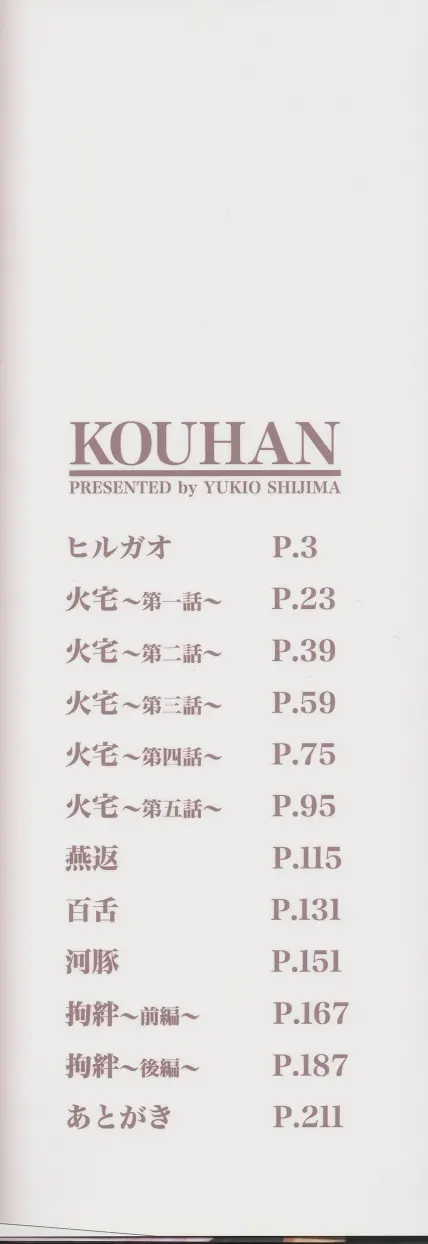 KOUHAN
PRESENTED by YUKIO SHIJIMA
ヒルガオ P.3
火宅～第一話～ P.23
火宅～第二話～ P.39
火宅～第三話～ P.59
火宅～第四話～ P.75
火宅～第五話～ P.95
燕返 P.115
百舌 P.131
河豚 P.151
拘絆～前編～ P.167
拘絆～後編～ P.187
あとがき P.211